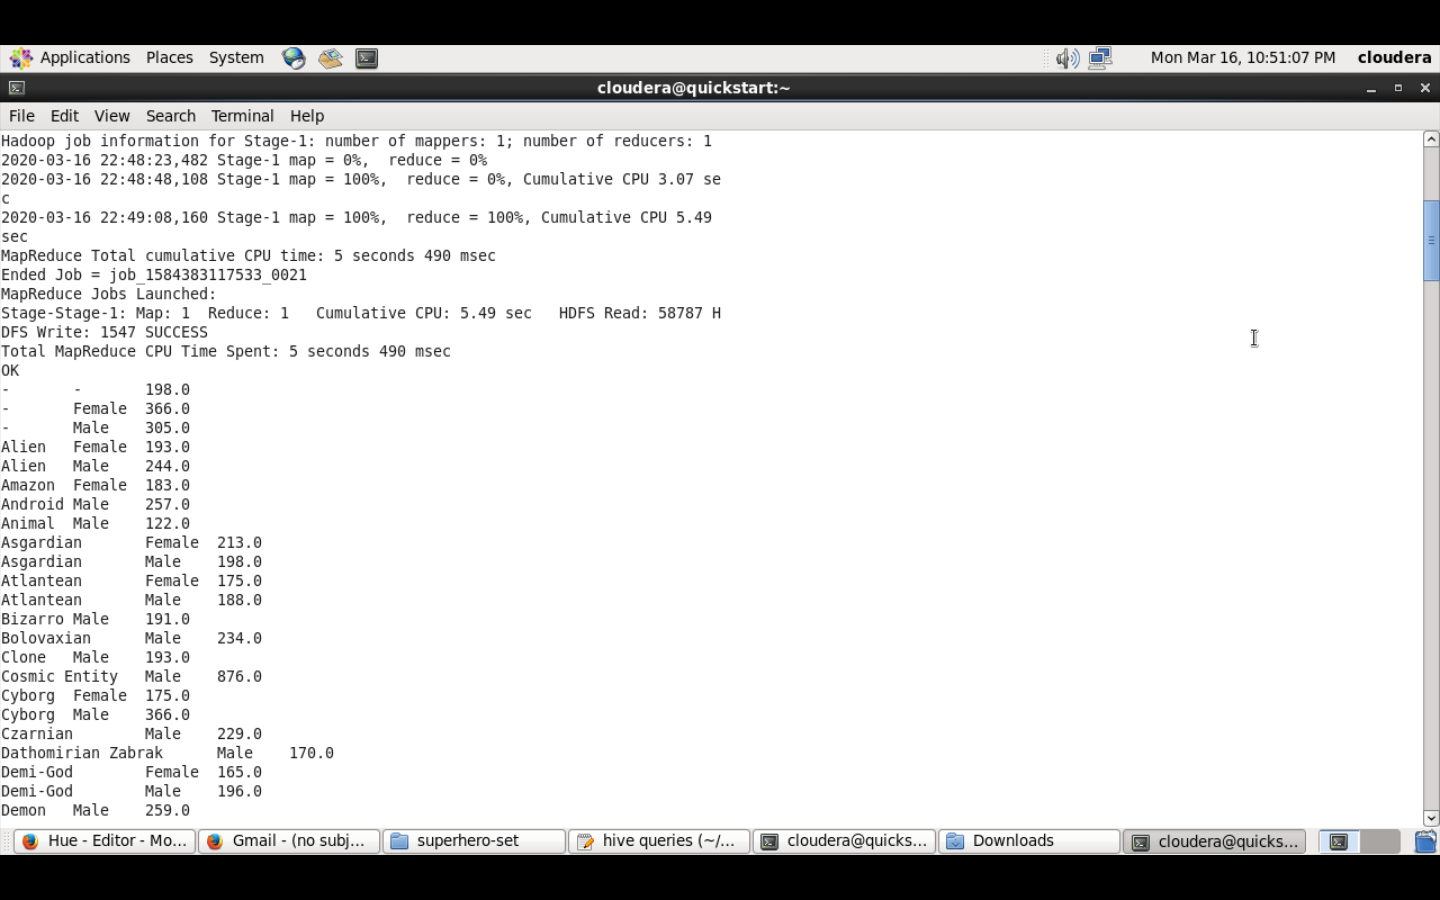 Applications Places System Mon Mar 16, 10:51:07 PM cloudera
cloudera@quickstart:~
File Edit View Search Terminal Help
Hadoop job information for Stage-1: number of mappers: 1; number of reducers: 1
2020-03-16 22:48:23,482 Stage-1 map = 0%,  reduce = 0%
2020-03-16 22:48:48,108 Stage-1 map = 100%,  reduce = 0%, Cumulative CPU 3.07 se
c
2020-03-16 22:49:08,160 Stage-1 map = 100%,  reduce = 100%, Cumulative CPU 5.49
sec
MapReduce Total cumulative CPU time: 5 seconds 490 msec
Ended Job = job_1584383117533_0021
MapReduce Jobs Launched:
Stage-Stage-1: Map: 1  Reduce: 1   Cumulative CPU: 5.49 sec   HDFS Read: 58787 H
DFS Write: 1547 SUCCESS
Total MapReduce CPU Time Spent: 5 seconds 490 msec
OK
-       -       198.0
-       Female  366.0
-       Male    305.0
Alien   Female  193.0
Alien   Male    244.0
Amazon  Female  183.0
Android Male    257.0
Animal  Male    122.0
Asgardian       Female  213.0
Asgardian       Male    198.0
Atlantean       Female  175.0
Atlantean       Male    188.0
Bizarro Male    191.0
Bolovaxian      Male    234.0
Clone   Male    193.0
Cosmic Entity   Male    876.0
Cyborg  Female  175.0
Cyborg  Male    366.0
Czarnian        Male    229.0
Dathomirian Zabrak      Male    170.0
Demi-God        Female  165.0
Demi-God        Male    196.0
Demon   Male    259.0
Hue - Editor - Mo... Gmail - (no subj... superhero-set hive queries (~/... cloudera@quicks... Downloads cloudera@quicks...